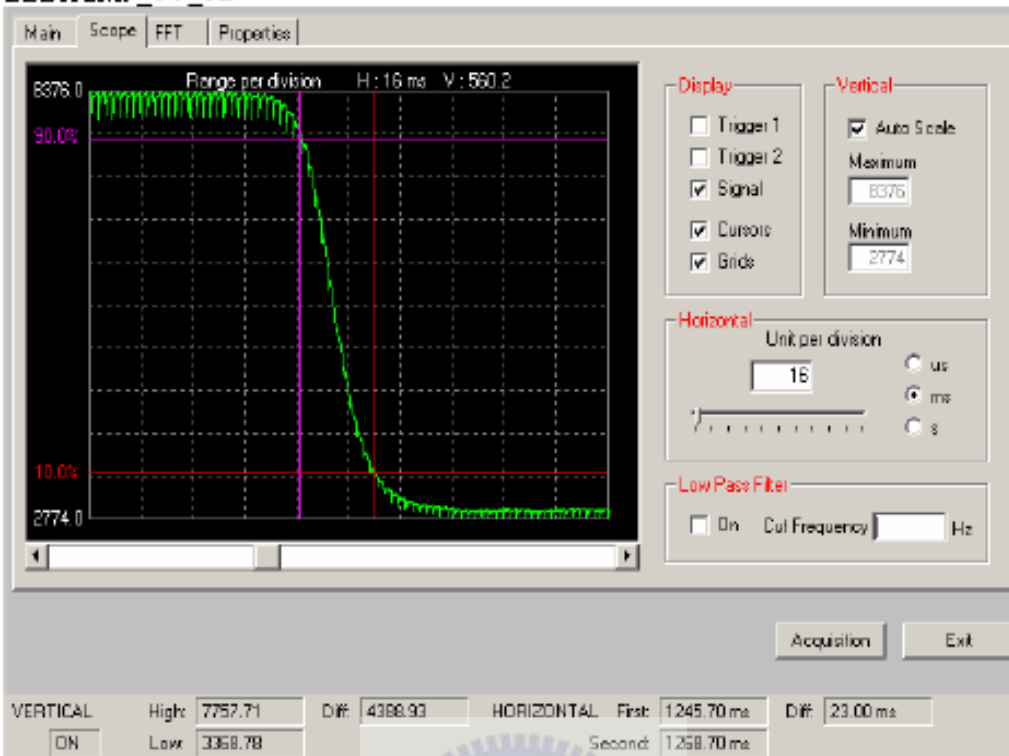 Main Scope FFT Properties
Range per division H : 16 ms V : 560.2
8376.0
90.0%
10.0%
2774.0
Display
Trigger 1
Trigger 2
Signal
Cursors
Grids
Vertical
Auto Scale
Maximum
8376
Minimum
2774
Horizontal
Unit per division
16
us
ms
s
Low Pass Filter
On Cut Frequency Hz
Acquisition Exit
VERTICAL High: 7757.71 Diff: 4388.93 HORIZONTAL First: 1245.70 ms Diff: 23.00 ms
ON Low: 3368.78 Second: 1268.70 ms